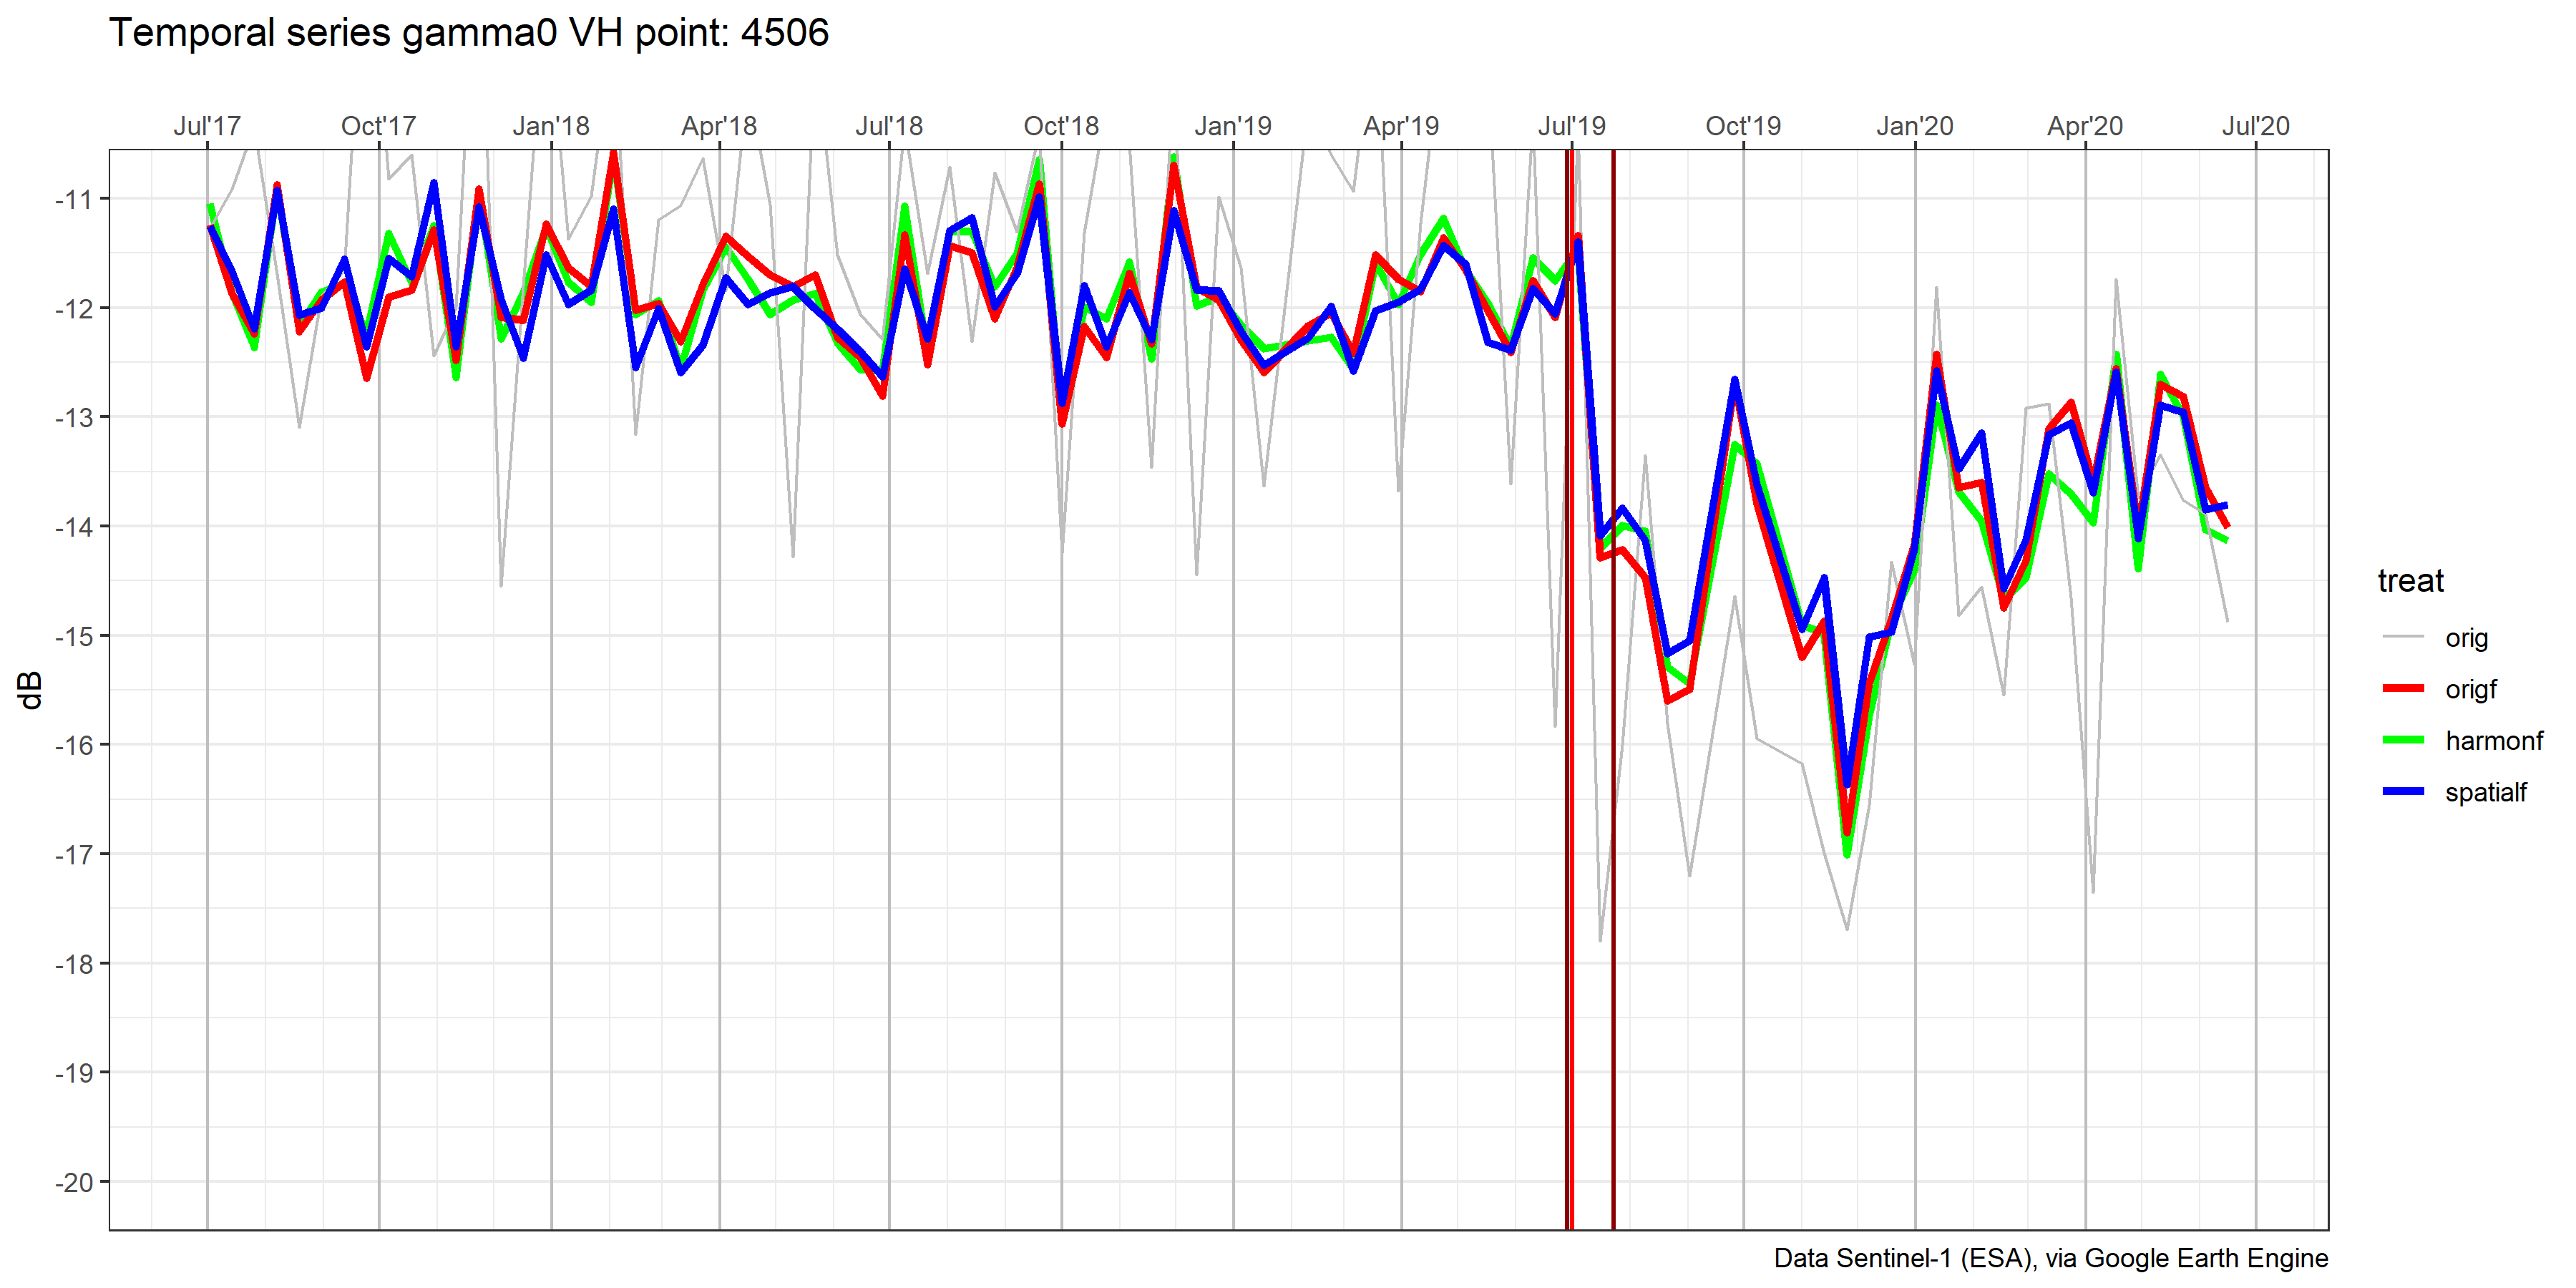 Temporal series gamma0 VH point: 4506
Jul'17 Oct'17 Jan'18 Apr'18 Jul'18 Oct'18 Jan'19 Apr'19 Jul'19 Oct'19 Jan'20 Apr'20 Jul'20
-11
-12
-13
-14
-15
-16
-17
-18
-19
-20
dB
treat
orig
origf
harmonf
spatialf
Data Sentinel-1 (ESA), via Google Earth Engine